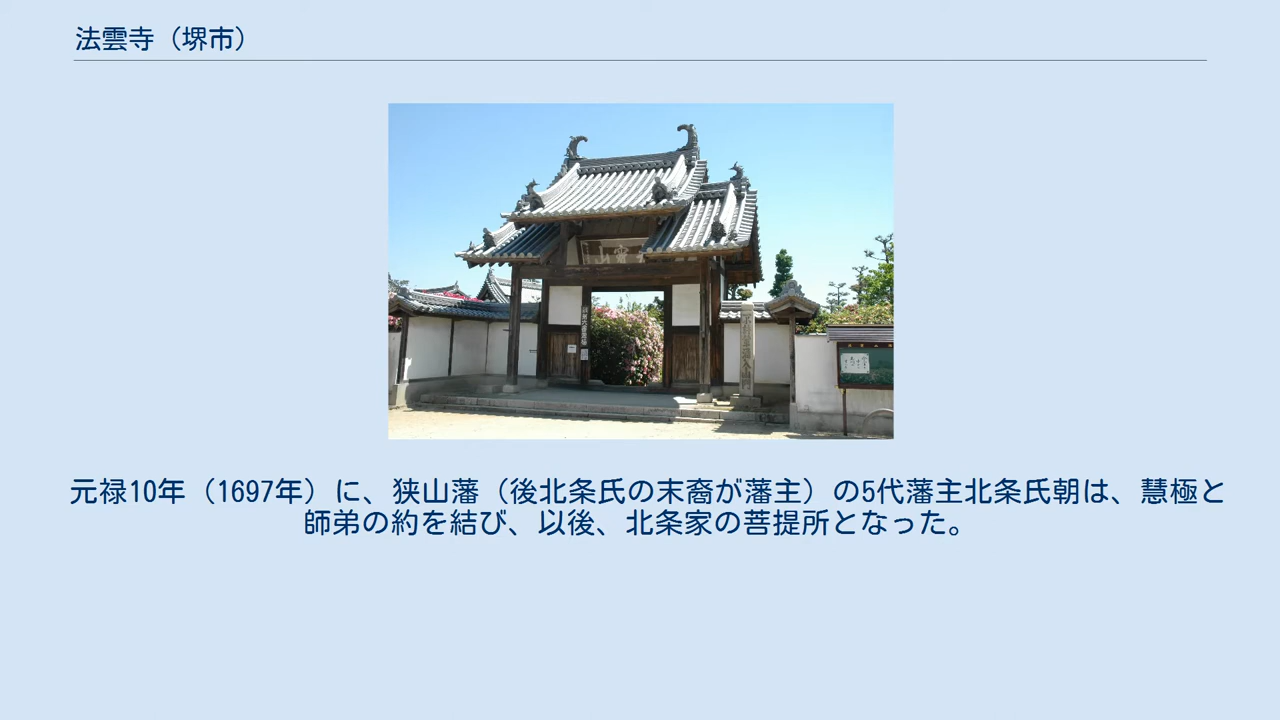 法雲寺（堺市）
元禄10年（1697年）に、狭山藩（後北条氏の末裔が藩主）の5代藩主北条氏朝は、慧極と
師弟の約を結び、以後、北条家の菩提所となった。